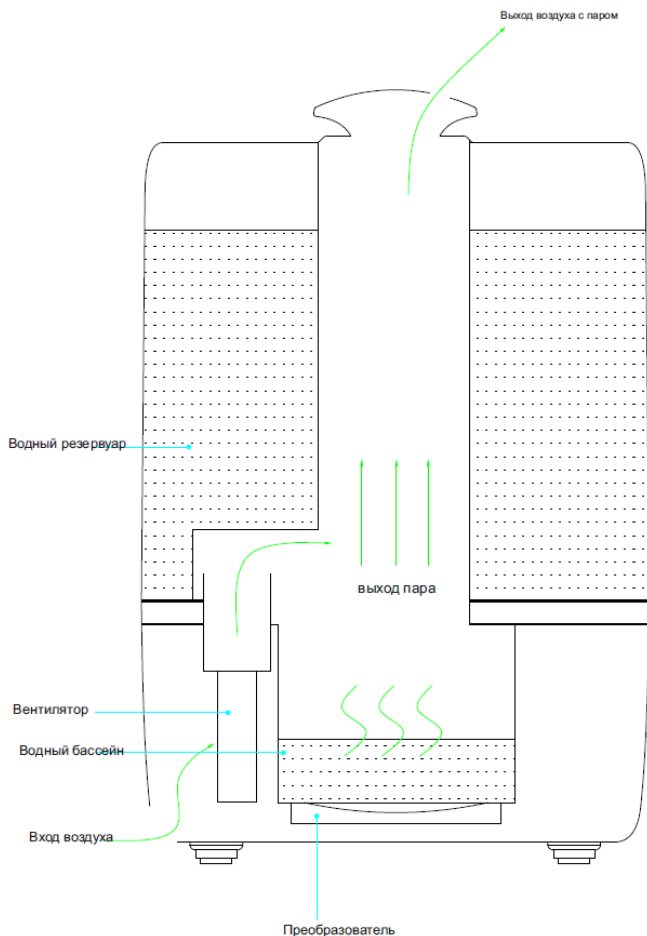 Выход воздуха с паром
Водный резервуар
выход пара
Вентилятор
Водный бассейн
Вход воздуха
Преобразователь